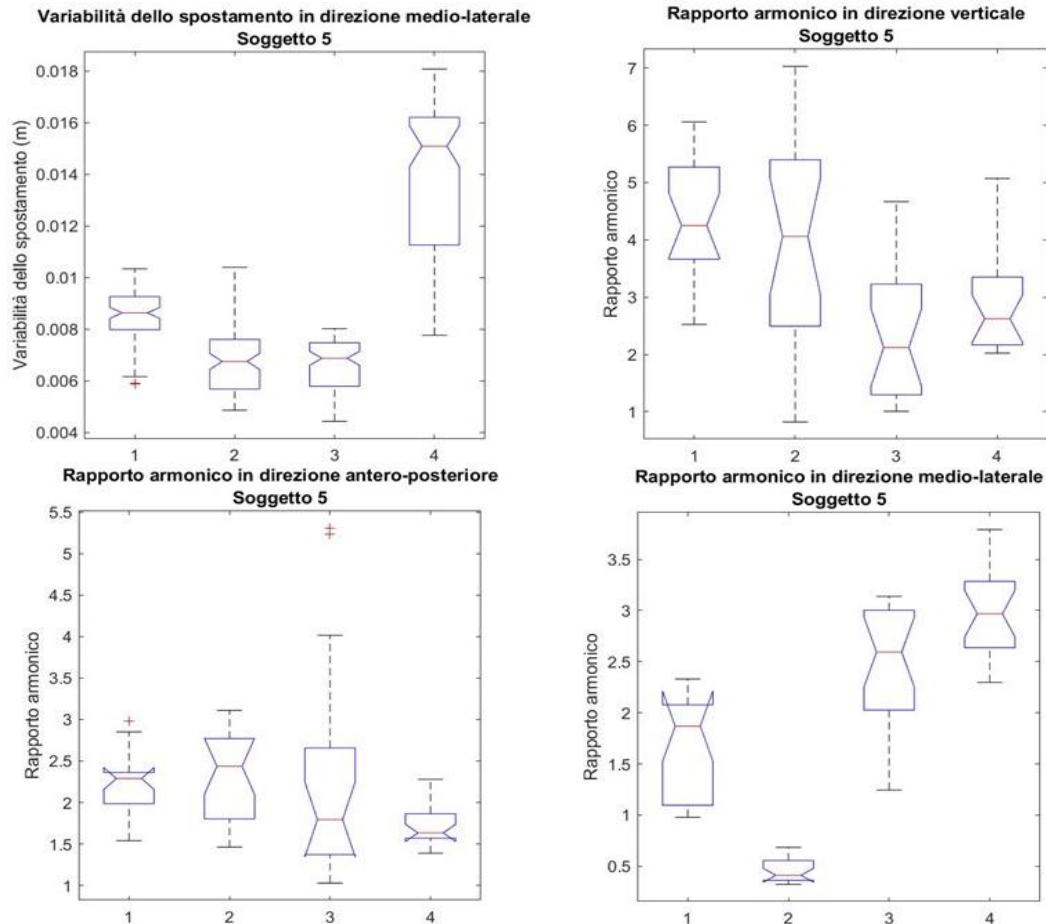 Variabilità dello spostamento in direzione medio-laterale
Soggetto 5
Variabilità dello spostamento (m)
0.018
0.016
0.014
0.012
0.01
0.008
0.006
0.004
1 2 3 4
Rapporto armonico in direzione verticale
Soggetto 5
Rapporto armonico
7
6
5
4
3
2
1
1 2 3 4
Rapporto armonico in direzione antero-posteriore
Soggetto 5
Rapporto armonico
5.5
5
4.5
4
3.5
3
2.5
2
1.5
1
1 2 3 4
Rapporto armonico in direzione medio-laterale
Soggetto 5
Rapporto armonico
3.5
3
2.5
2
1.5
1
0.5
1 2 3 4